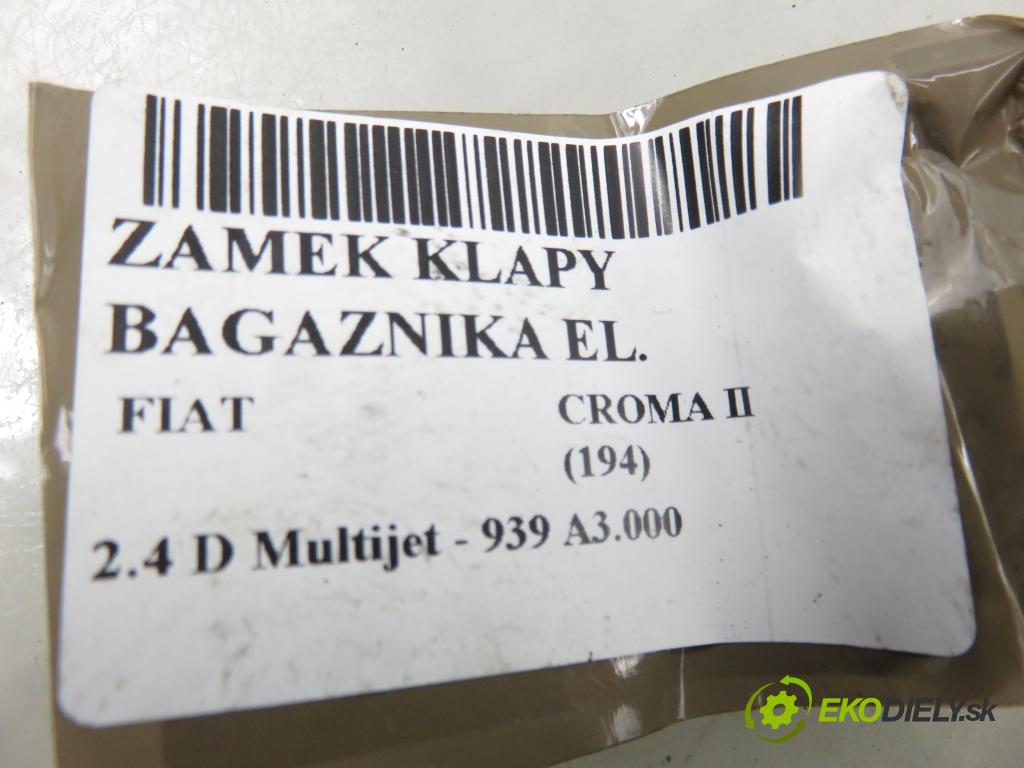 ZAMEK KLAPY
BAGAZNIKA EL.
FIAT CROMA II
(194)
2.4 D Multijet - 939 A3.000
EKODIELY.sk